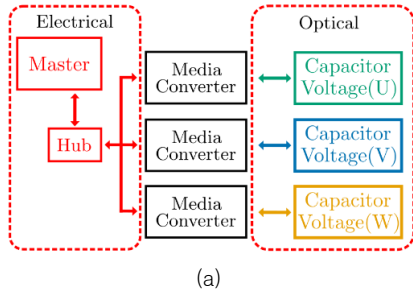 Electrical
Optical
Master
Hub
Media
Converter
Capacitor
Voltage(U)
Media
Converter
Capacitor
Voltage(V)
Media
Converter
Capacitor
Voltage(W)
(a)